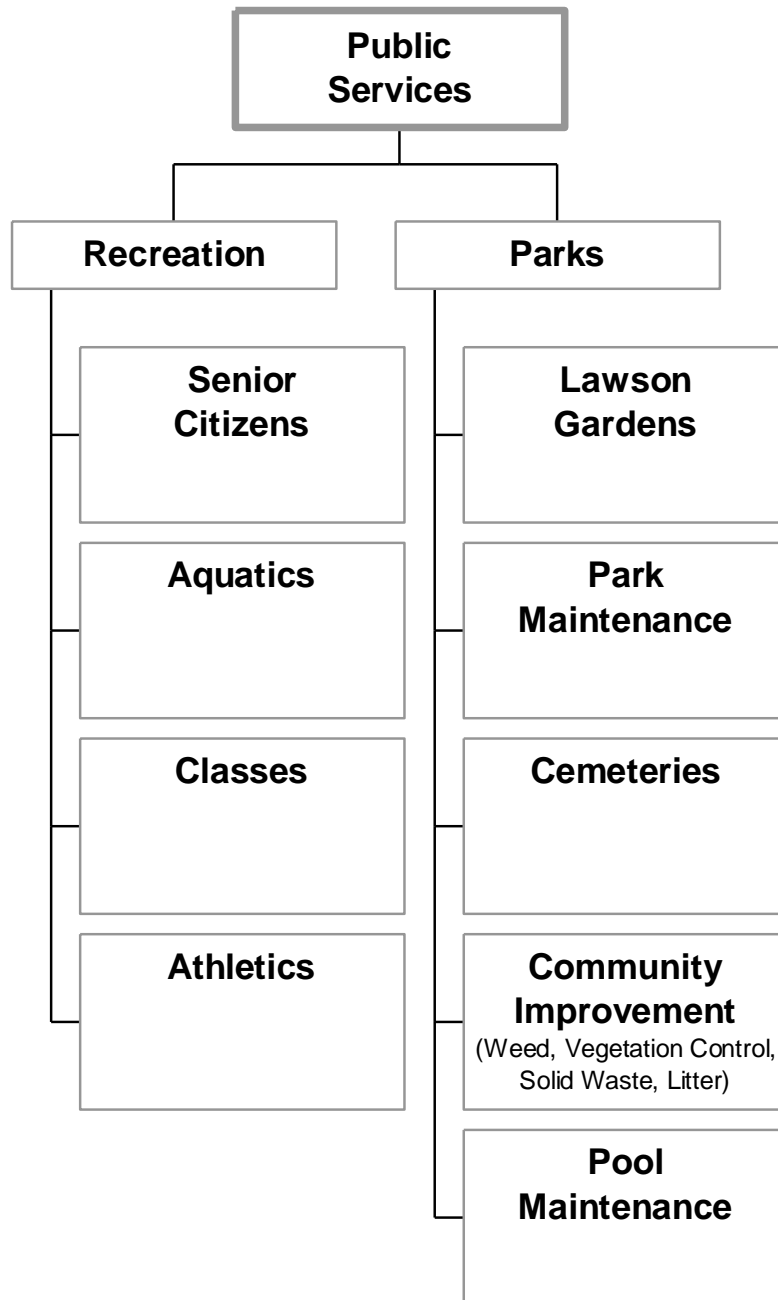 Public
Services
Recreation
Parks
Senior
Citizens
Lawson
Gardens
Aquatics
Park
Maintenance
Classes
Cemeteries
Athletics
Community
Improvement
(Weed, Vegetation Control,
Solid Waste, Litter)
Pool
Maintenance